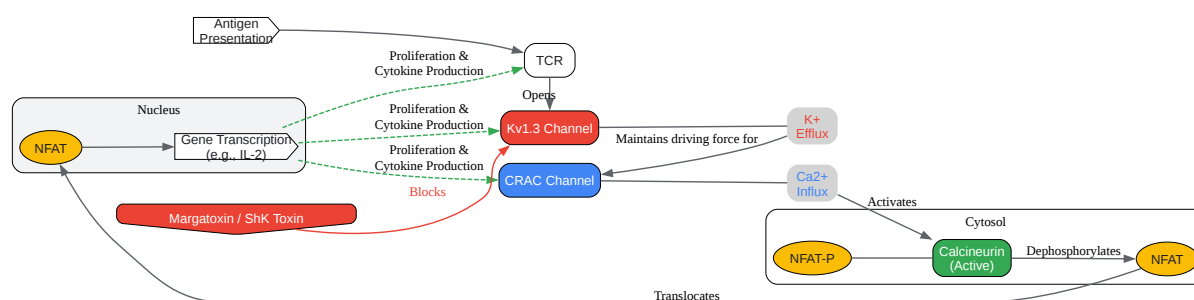 Antigen
Presentation
TCR
Proliferation &
Cytokine Production
Opens
Nucleus
Proliferation &
Cytokine Production
Kv1.3 Channel
K+
Efflux
Maintains driving force for
NFAT
Gene Transcription
(e.g., IL-2)
Proliferation &
Cytokine Production
CRAC Channel
Ca2+
Influx
Blocks
Activates
Margatoxin / ShK Toxin
Cytosol
NFAT-P
Calcineurin
(Active)
Dephosphorylates
NFAT
Translocates